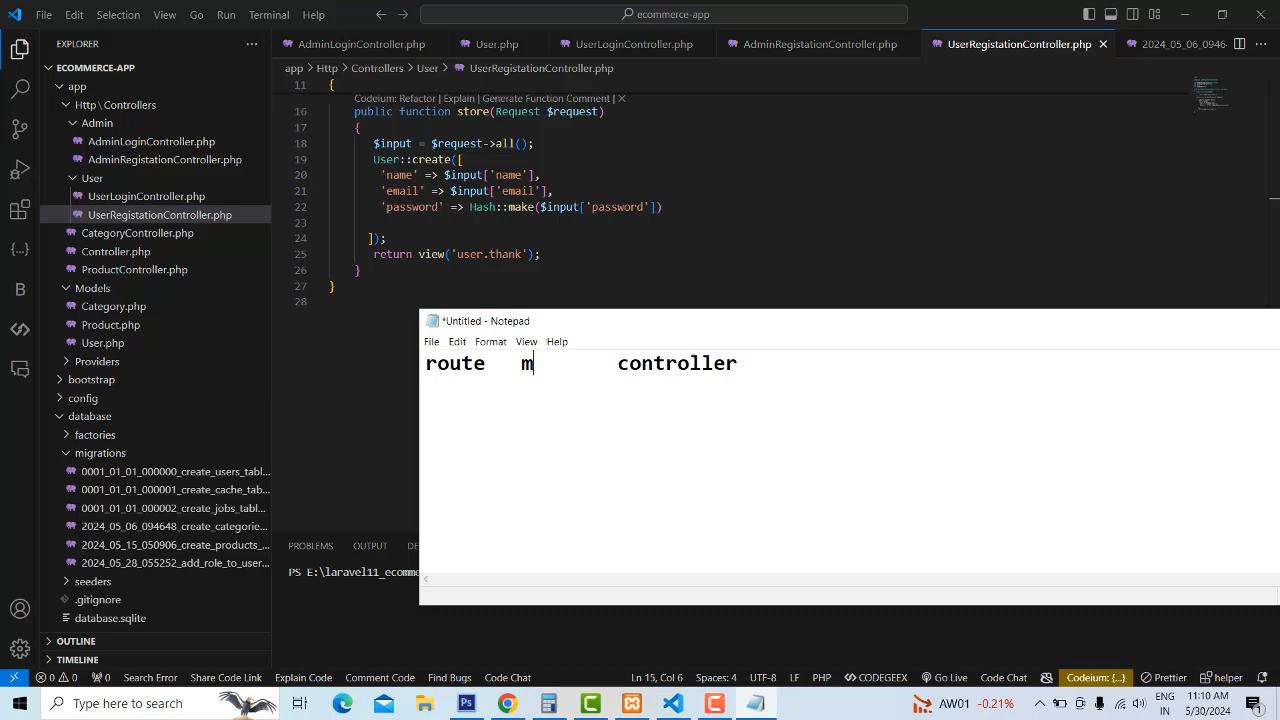 File Edit Selection View Go Run Terminal Help
ecommerce-app
EXPLORER
AdminLoginController.php User.php UserLoginController.php AdminRegistationController.php UserRegistationController.php 2024_05_06_0946
ECOMMERCE-APP
app > Http > Controllers > User > UserRegistationController.php
app
Http\Controllers
Admin
AdminLoginController.php
AdminRegistationController.php
User
UserLoginController.php
UserRegistationController.php
CategoryController.php
Controller.php
ProductController.php
Models
Category.php
Product.php
User.php
Providers
bootstrap
config
database
factories
migrations
0001_01_01_000000_create_users_tabl...
0001_01_01_000001_create_cache_tab...
0001_01_01_000002_create_jobs_table...
2024_05_06_094648_create_categorie...
2024_05_15_050906_create_products_...
2024_05_28_055252_add_role_to_user...
seeders
.gitignore
database.sqlite
OUTLINE
TIMELINE
11 {
Codeium: Refactor | Explain | Generate Function Comment | X
16 public function store(Request $request)
17 {
18 $input = $request->all();
19 User::create([
20 'name' => $input['name'],
21 'email' => $input['email'],
22 'password' => Hash::make($input['password'])
23
24 ]);
25 return view('user.thank');
26 }
27 }
28
*Untitled - Notepad
File Edit Format View Help
route m controller
PROBLEMS OUTPUT DE
PS E:\laravel11_ecomme
0 0 0 Search Error Share Code Link Explain Code Comment Code Find Bugs Code Chat Ln 15, Col 6 Spaces: 4 UTF-8 LF PHP CODEGEEX Go Live Code Chat Codeium: {...} Prettier helper
Type here to search
AW01 -0.21%
ENG
IN
11:10 AM
5/30/2024
1